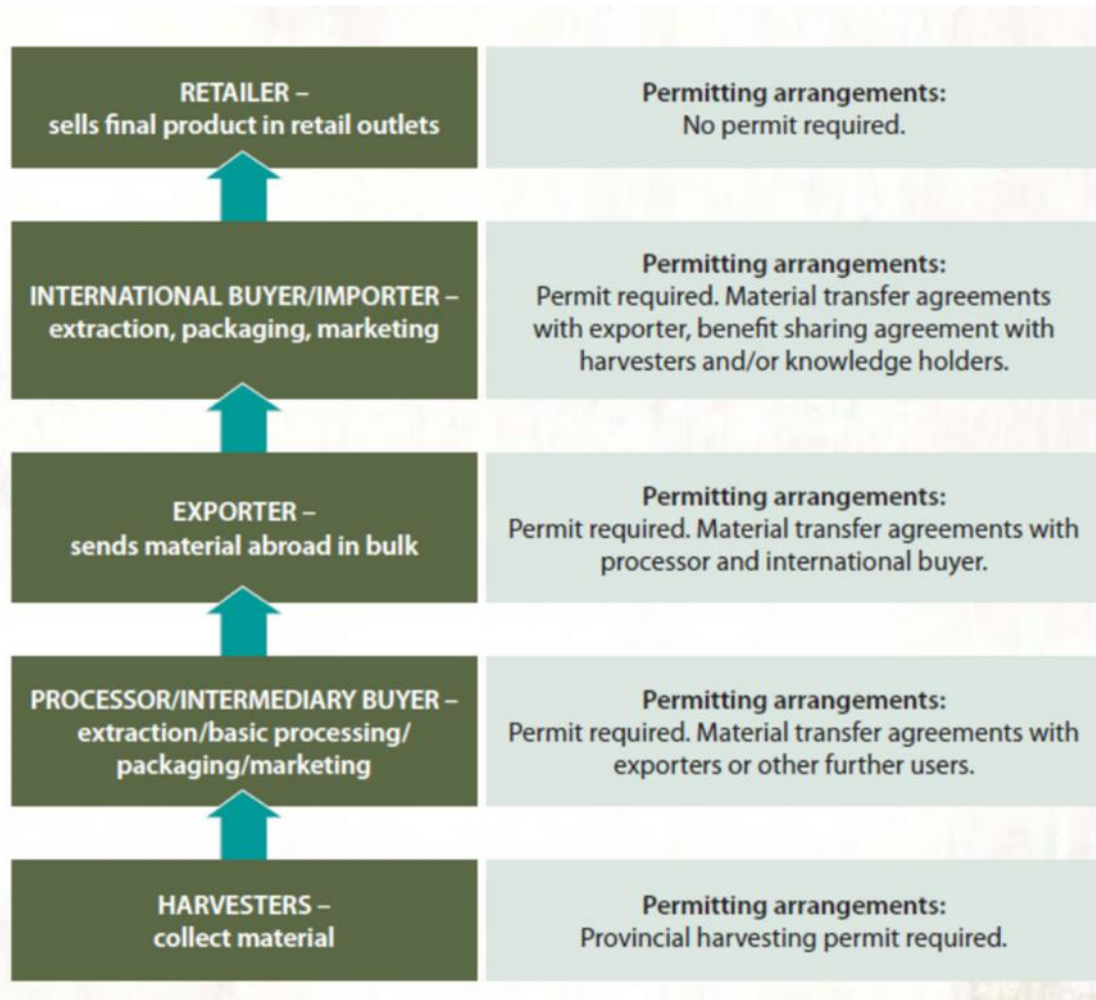 RETAILER –
sells final product in retail outlets
Permitting arrangements:
No permit required.
INTERNATIONAL BUYER/IMPORTER –
extraction, packaging, marketing
Permitting arrangements:
Permit required. Material transfer agreements
with exporter, benefit sharing agreement with
harvesters and/or knowledge holders.
EXPORTER –
sends material abroad in bulk
Permitting arrangements:
Permit required. Material transfer agreements with
processor and international buyer.
PROCESSOR/INTERMEDIARY BUYER –
extraction/basic processing/
packaging/marketing
Permitting arrangements:
Permit required. Material transfer agreements with
exporters or other further users.
HARVESTERS –
collect material
Permitting arrangements:
Provincial harvesting permit required.